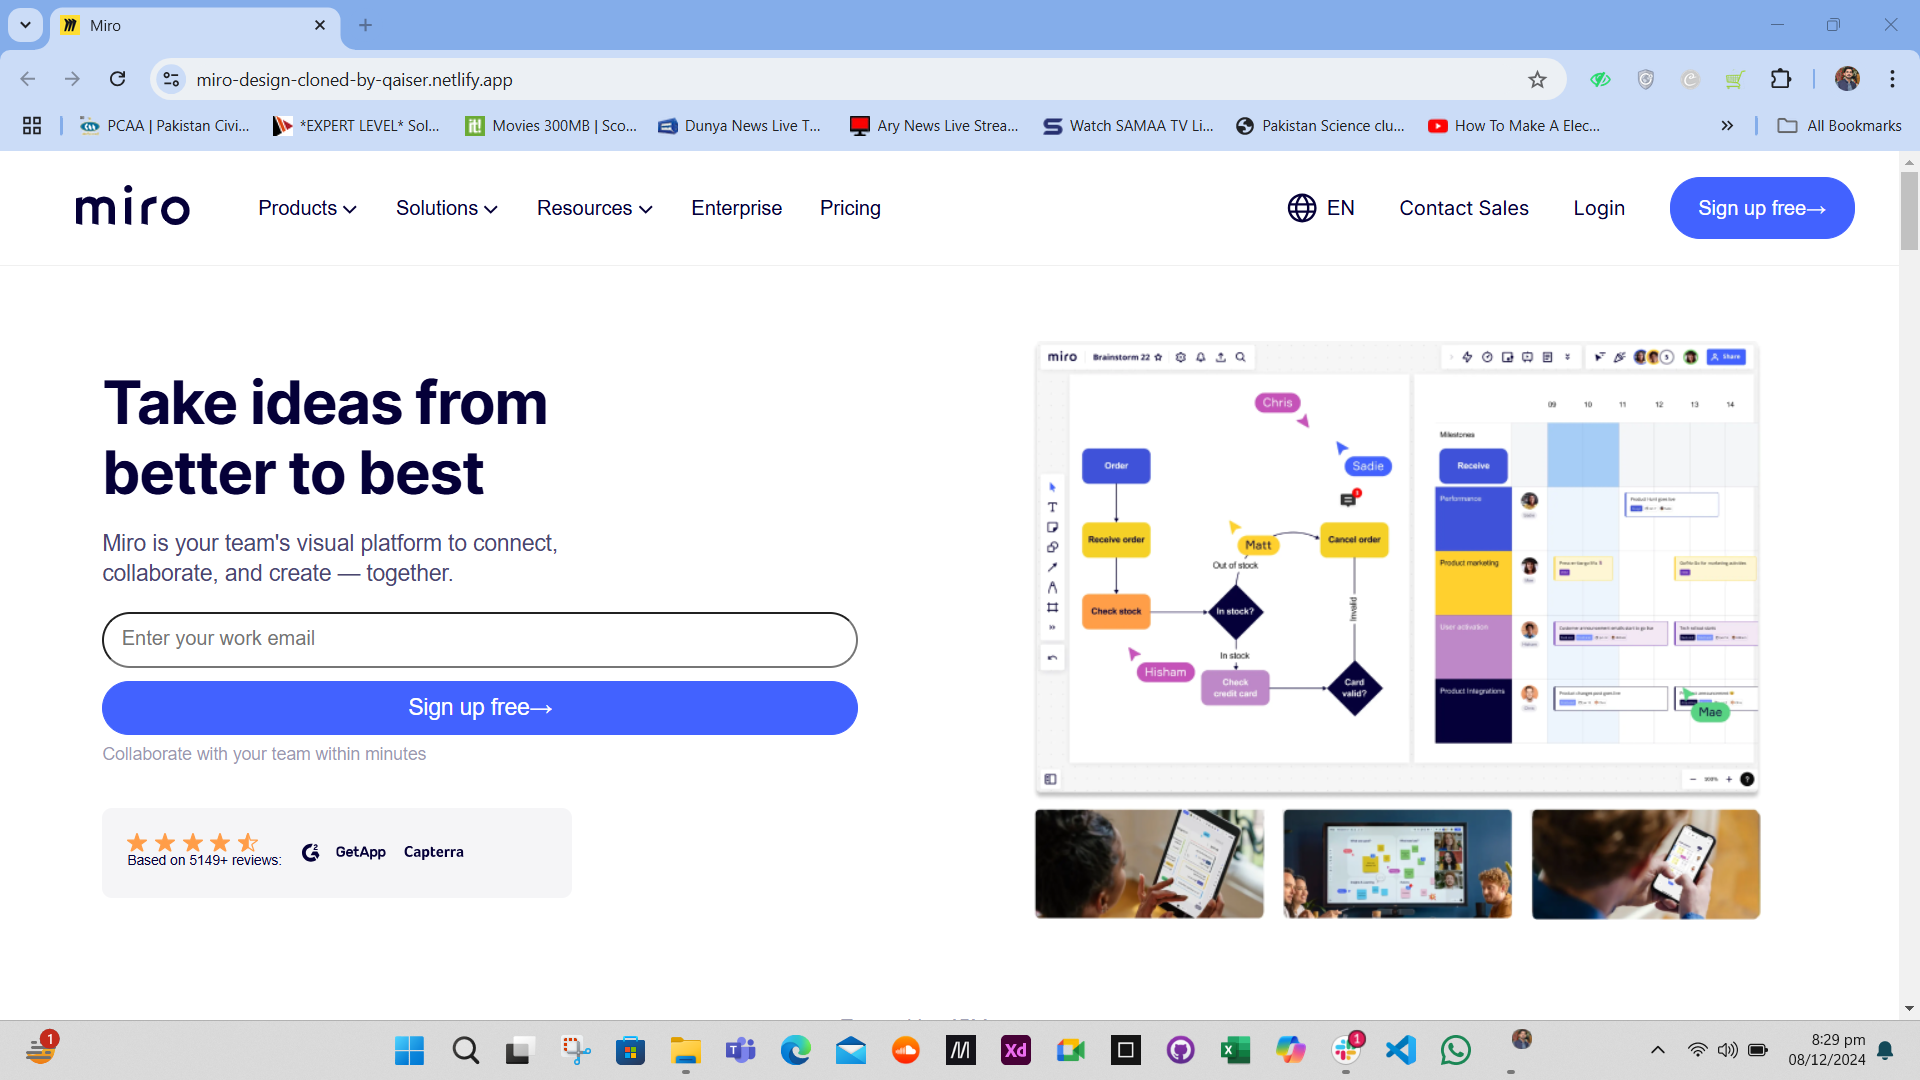 Miro
miro-design-cloned-by-qaiser.netlify.app
PCAA | Pakistan Civi...
*EXPERT LEVEL* Sol...
Movies 300MB | Sco...
Dunya News Live T...
Ary News Live Strea...
Watch SAMAA TV Li...
Pakistan Science clu...
How To Make A Elec...
All Bookmarks
miro
Products
Solutions
Resources
Enterprise
Pricing
EN
Contact Sales
Login
Sign up free→
Take ideas from
better to best
Miro is your team's visual platform to connect,
collaborate, and create — together.
Enter your work email
Sign up free→
Collaborate with your team within minutes
Based on 5149+ reviews:
GetApp
Capterra
miro
Brainstorm 22
Share
Chris
Sadie
Order
Receive order
Matt
Cancel order
Out of stock
Check stock
In stock?
Invalid
In stock
Hisham
Check
credit card
Card
valid?
09 10 11 12 13 14
Milestones
Receive
Performance
Product marketing
User activation
Product Integrations
Mae
1
Xd
1
8:29 pm
08/12/2024